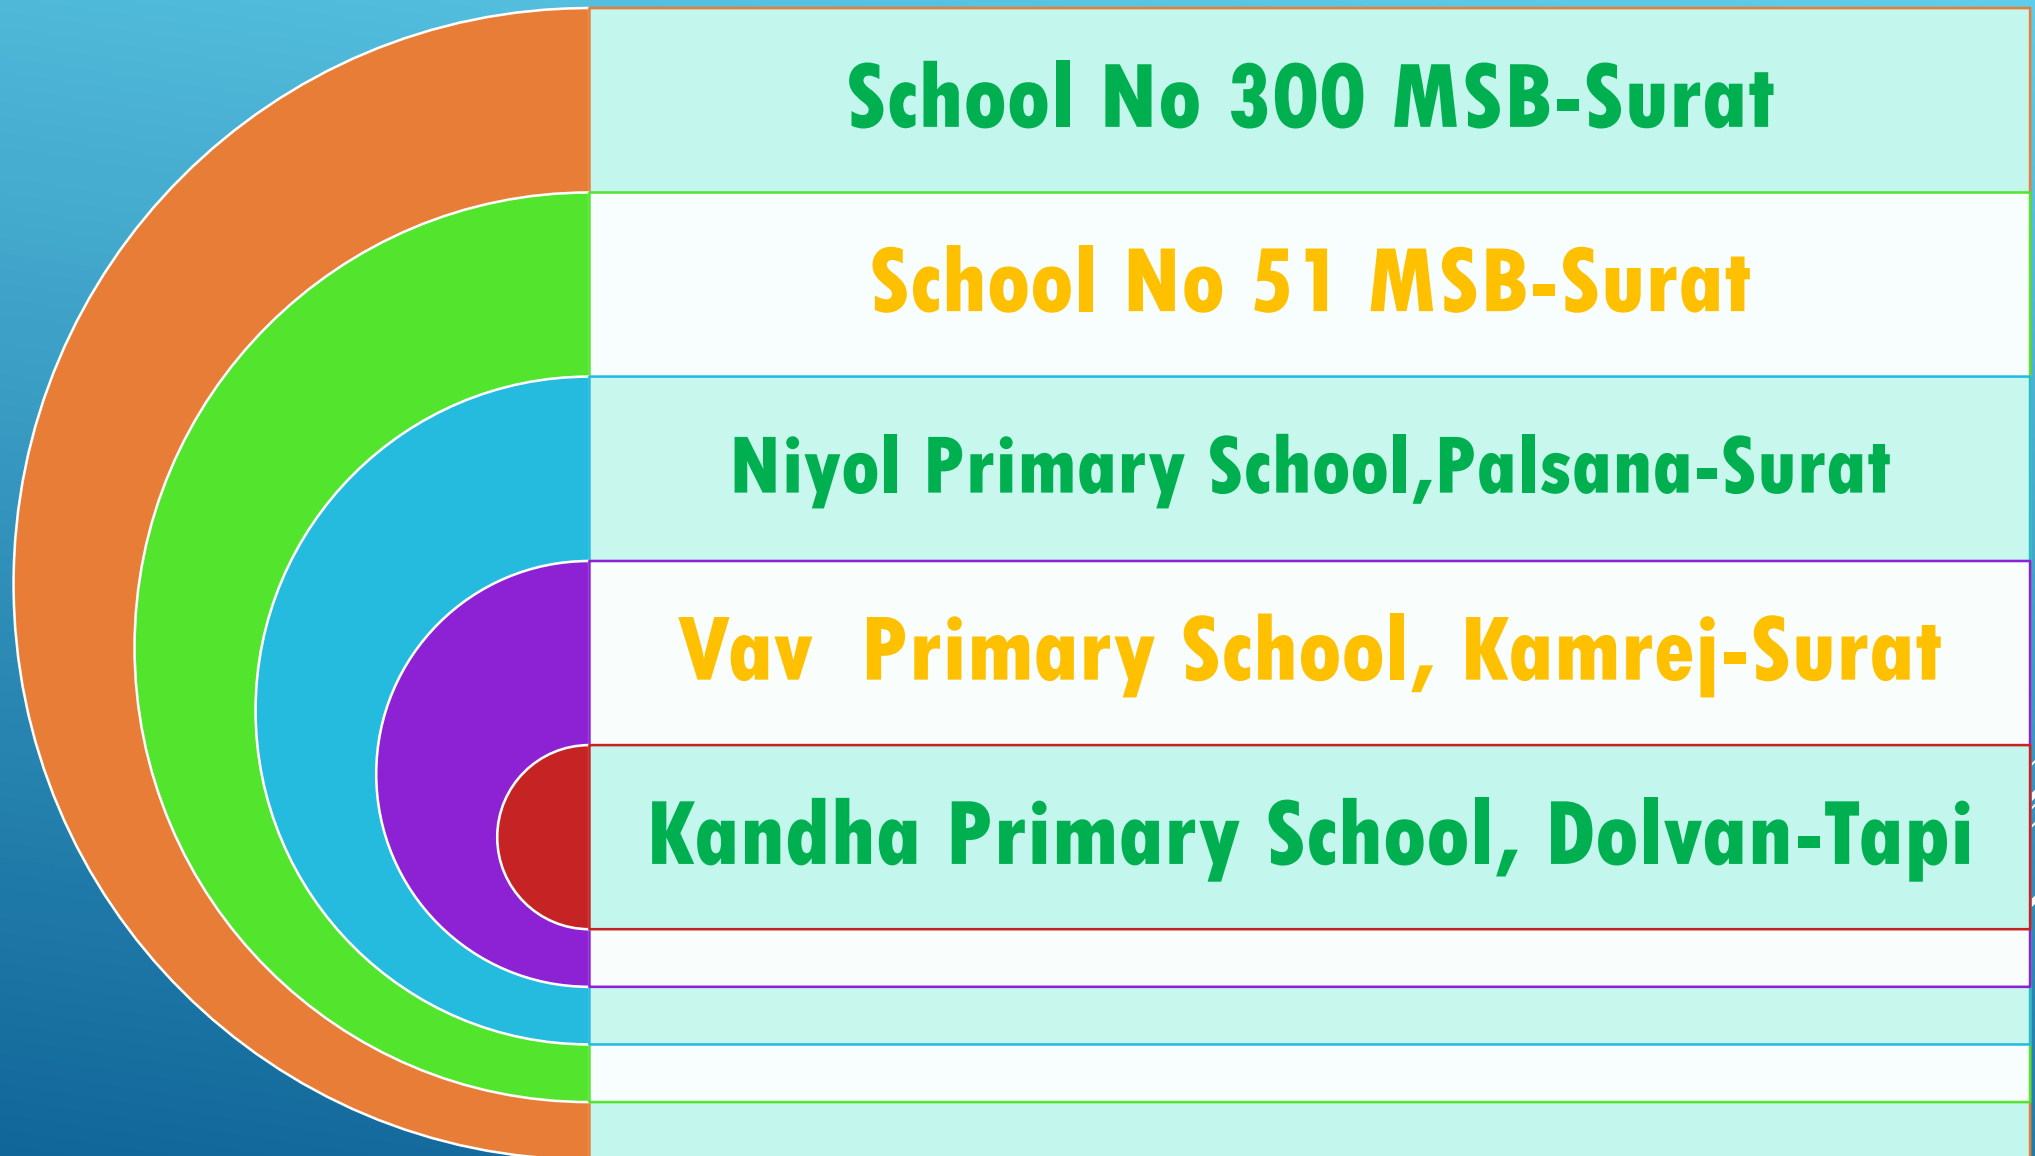 School No 300 MSB-Surat
School No 51 MSB-Surat
Niyol Primary School,Palsana-Surat
Vav  Primary School, Kamrej-Surat
Kandha Primary School, Dolvan-Tapi